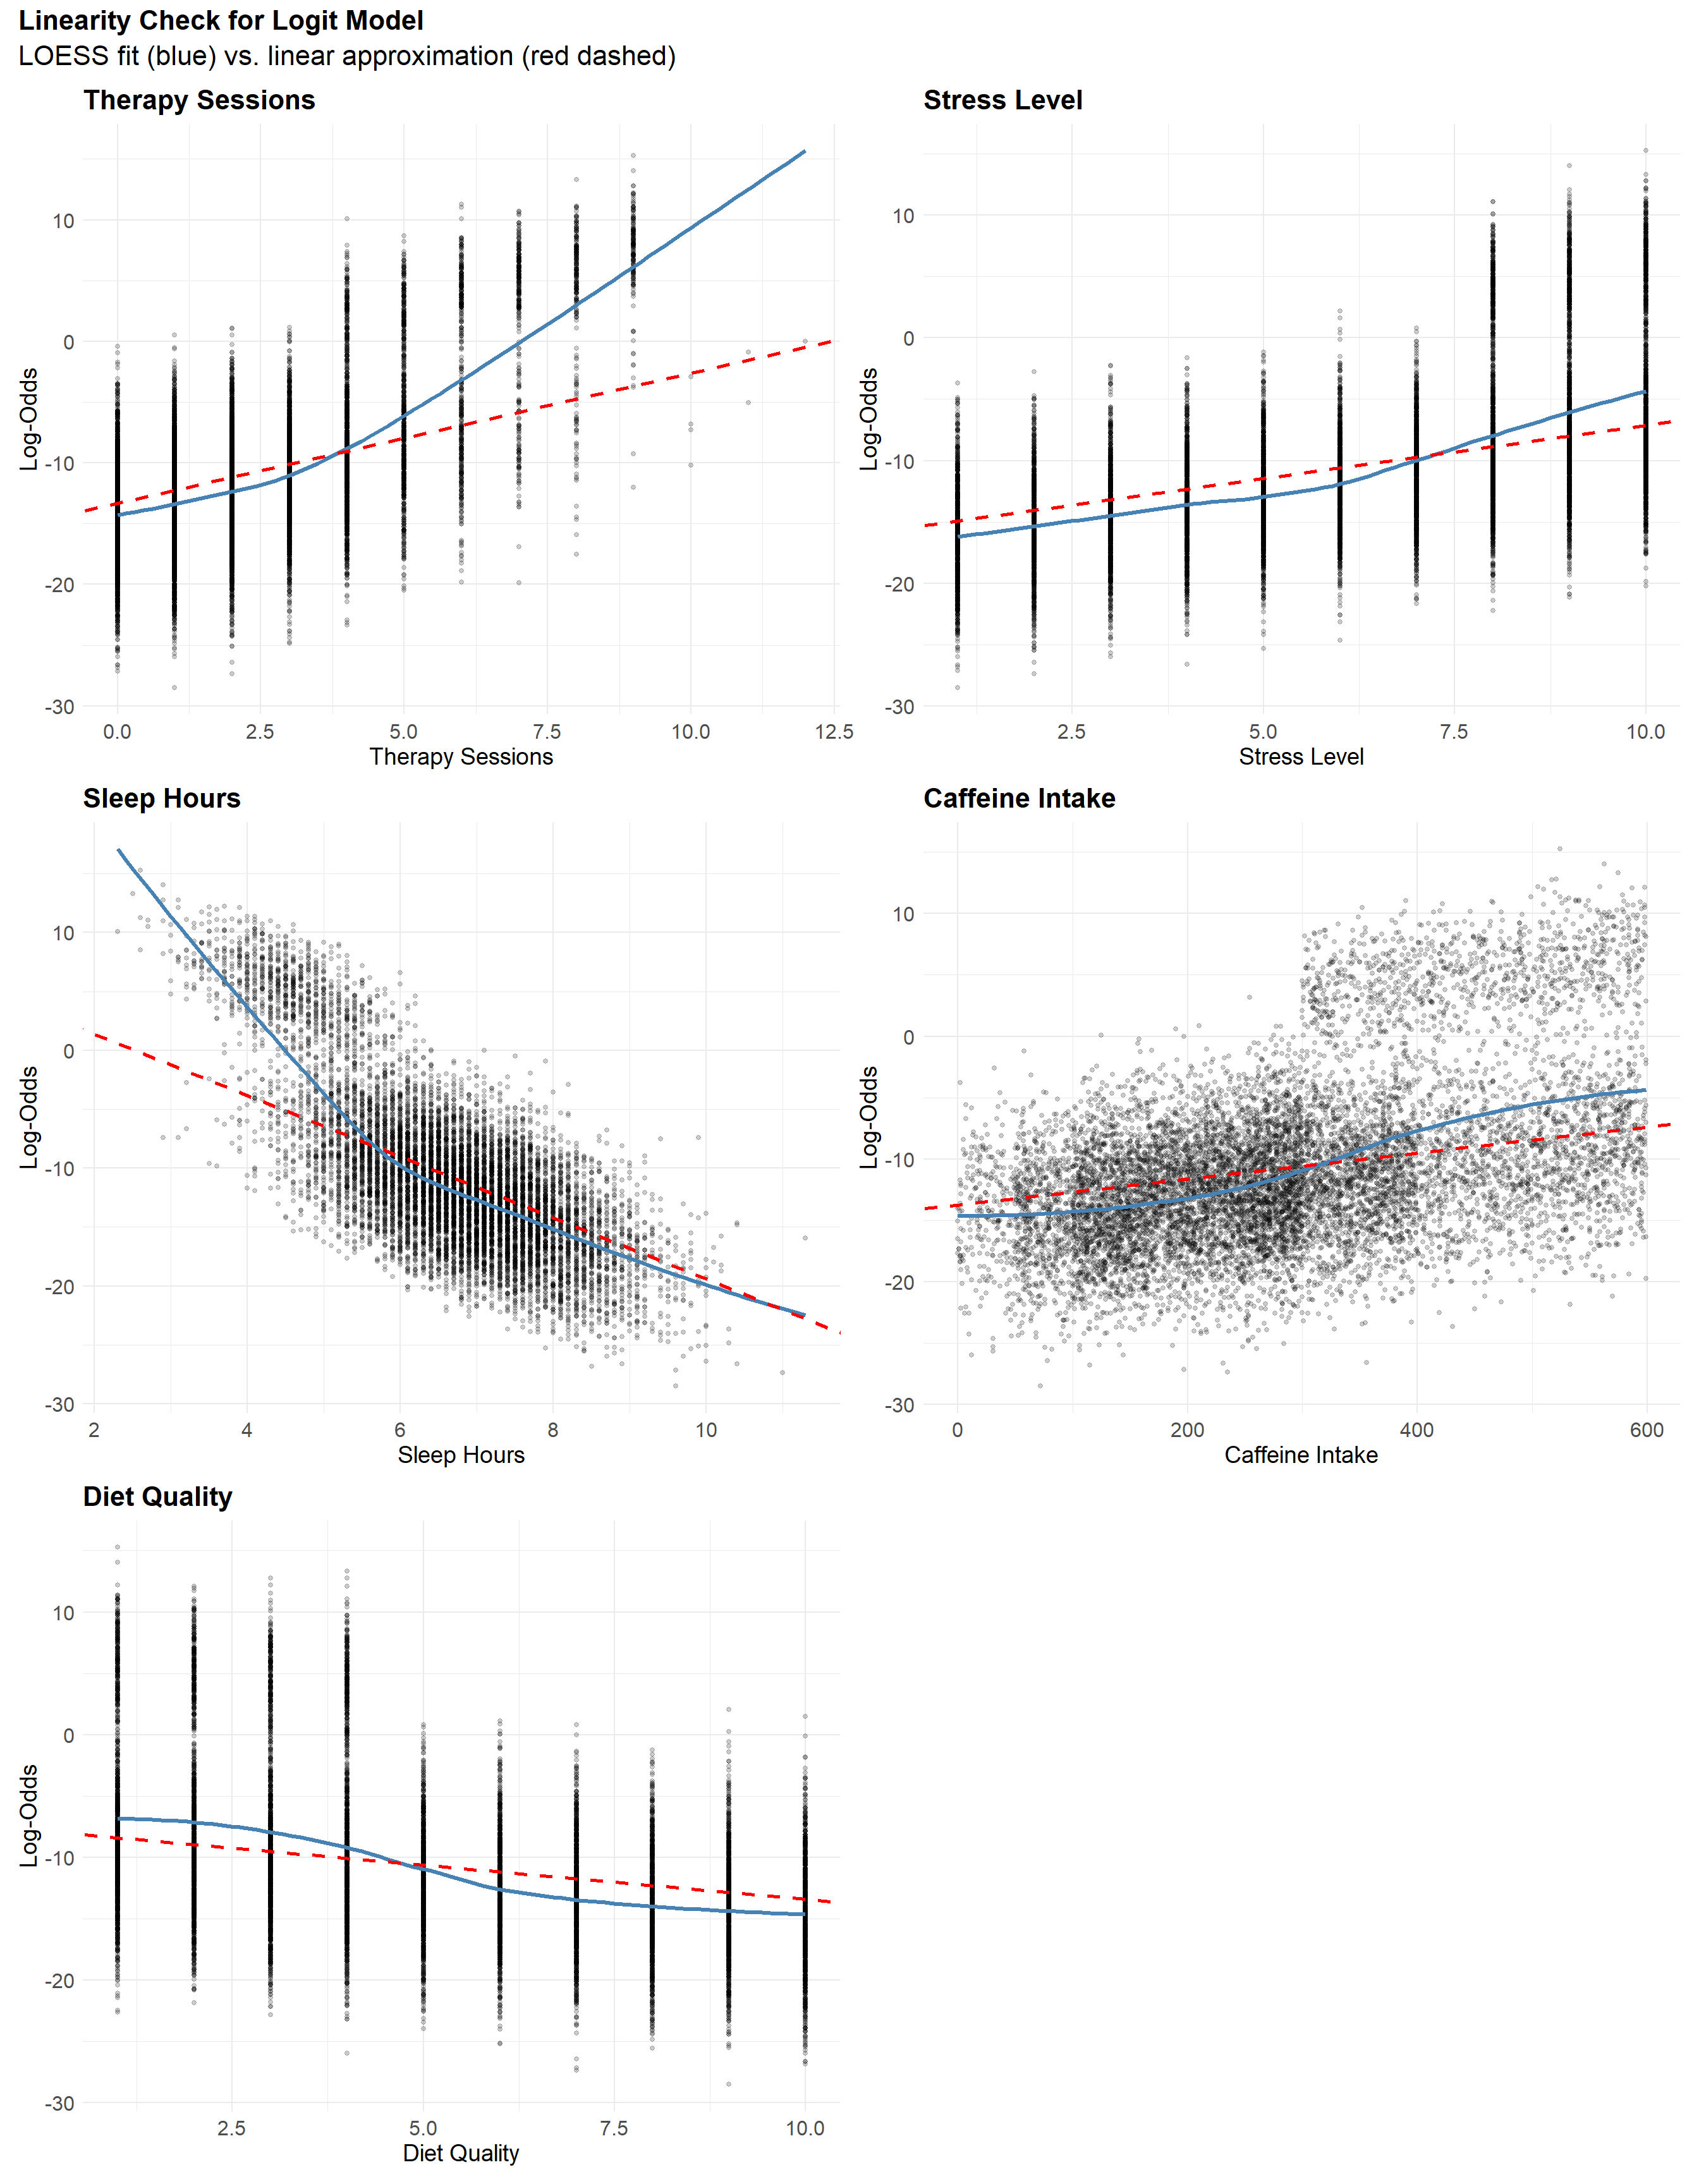 Linearity Check for Logit Model
LOESS fit (blue) vs. linear approximation (red dashed)
Therapy Sessions
Log-Odds
10
0
-10
-20
-30
0.0 2.5 5.0 7.5 10.0 12.5
Therapy Sessions
Stress Level
Log-Odds
10
0
-10
-20
-30
2.5 5.0 7.5 10.0
Stress Level
Sleep Hours
Log-Odds
10
0
-10
-20
-30
2 4 6 8 10
Sleep Hours
Caffeine Intake
Log-Odds
10
0
-10
-20
-30
0 200 400 600
Caffeine Intake
Diet Quality
Log-Odds
10
0
-10
-20
-30
2.5 5.0 7.5 10.0
Diet Quality